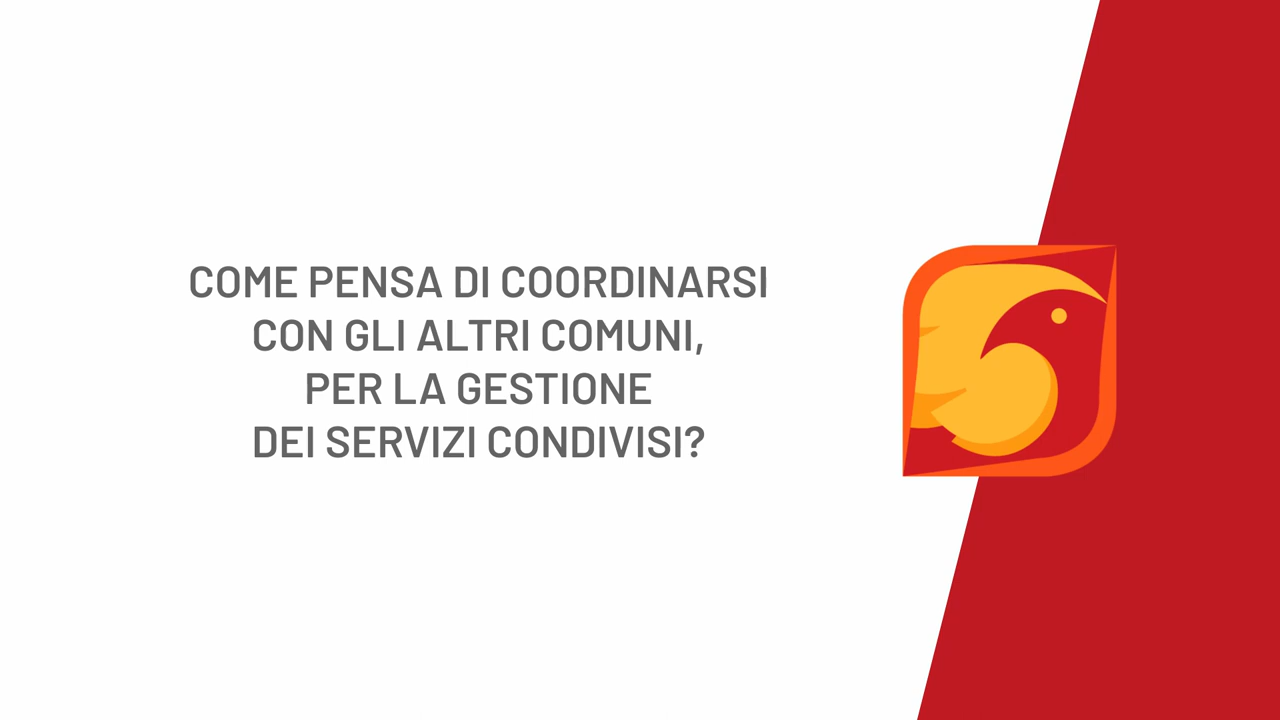 COME PENSA DI COORDINARSI
CON GLI ALTRI COMUNI,
PER LA GESTIONE
DEI SERVIZI CONDIVISI?